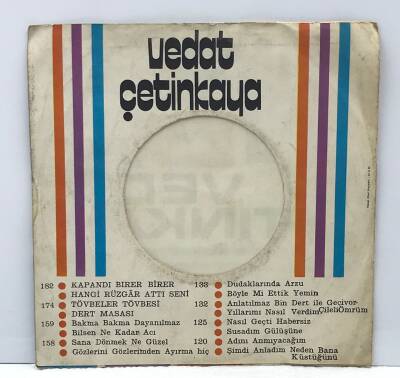 Vedat
Çetinkaya
182 KAPANDI BİRER BİRER
HANGİ RÜZGÂR ATTI SENİ
174 TÖVBELER TÖVBESİ
DERT MASASI
159 Bakma Bakma Dayanılmaz
Bilsen Ne Kadar Acı
158 Sana Dönmek Ne Güzel
Gözlerini Gözlerimden Ayırma hiç
133 Dudaklarında Arzu
Böyle Mi Ettik Yemin
132 Anlatılmaz Bin Dert ile Geçiyor
Yıllarımı Nasıl Verdim Çileli Ömrüm
125 Nasıl Geçti Habersiz
Susadım Gülüşüne
120 Adını Anmıyacağım
Şimdi Anladım Neden Bana
Küstüğünü